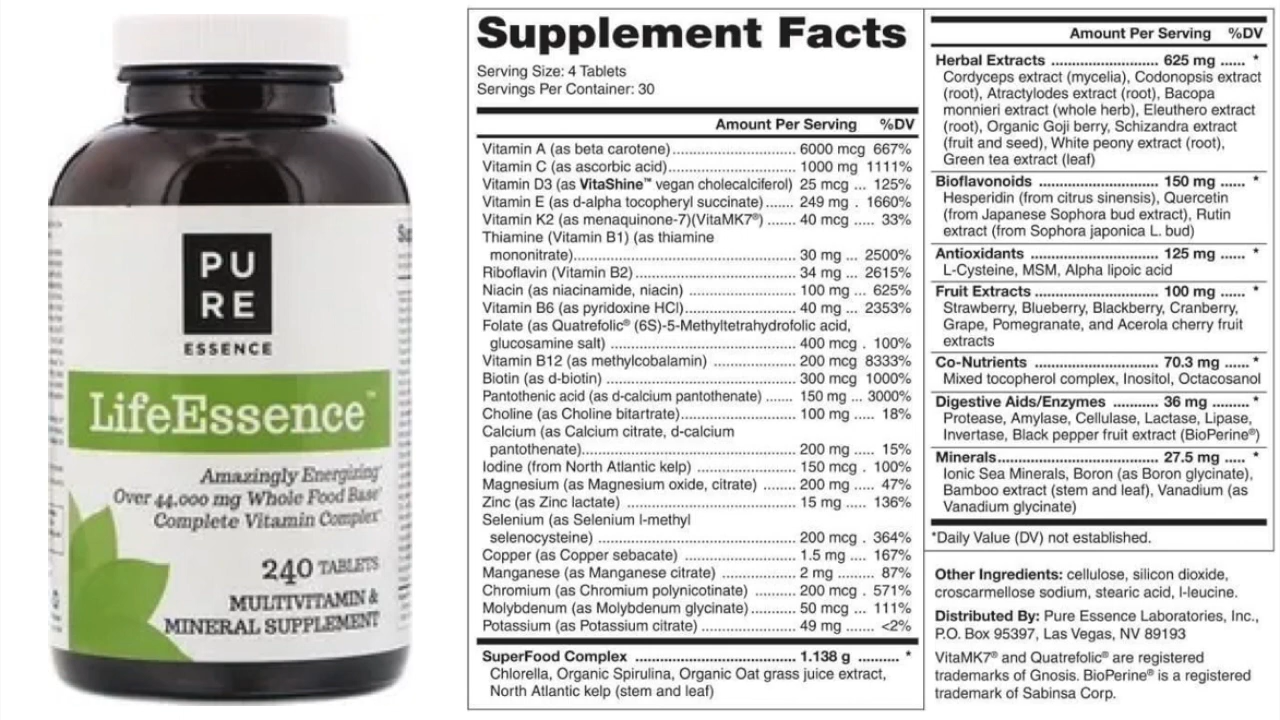 PU
RE
ESSENCE
LifeEssence™
Amazingly Energizing*
Over 44,000 mg Whole Food Base*
Complete Vitamin Complex*
240 TABLETS
MULTIVITAMIN &
MINERAL SUPPLEMENT
Supplement Facts
Serving Size: 4 Tablets
Servings Per Container: 30
Amount Per Serving %DV
Vitamin A (as beta carotene) 6000 mcg 667%
Vitamin C (as ascorbic acid) 1000 mg 1111%
Vitamin D3 (as VitaShine™ vegan cholecalciferol) 25 mcg ... 125%
Vitamin E (as d-alpha tocopheryl succinate) ....... 249 mg . 1660%
Vitamin K2 (as menaquinone-7)(VitaMK7®) ....... 40 mcg ..... 33%
Thiamine (Vitamin B1) (as thiamine
mononitrate) 30 mg ... 2500%
Riboflavin (Vitamin B2) 34 mg ... 2615%
Niacin (as niacinamide, niacin) 100 mg ... 625%
Vitamin B6 (as pyridoxine HCl) 40 mg ... 2353%
Folate (as Quatrefolic® (6S)-5-Methyltetrahydrofolic acid,
glucosamine salt) 400 mcg . 100%
Vitamin B12 (as methylcobalamin) 200 mcg 8333%
Biotin (as d-biotin) 300 mcg 1000%
Pantothenic acid (as d-calcium pantothenate) ....... 150 mg ... 3000%
Choline (as Choline bitartrate) 100 mg ..... 18%
Calcium (as Calcium citrate, d-calcium
pantothenate) 200 mg ..... 15%
Iodine (from North Atlantic kelp) 150 mcg . 100%
Magnesium (as Magnesium oxide, citrate) ........ 200 mg ..... 47%
Zinc (as Zinc lactate) 15 mg ..... 136%
Selenium (as Selenium l-methyl
selenocysteine) 200 mcg . 364%
Copper (as Copper sebacate) 1.5 mg .... 167%
Manganese (as Manganese citrate) 2 mg ......... 87%
Chromium (as Chromium polynicotinate) ......... 200 mcg . 571%
Molybdenum (as Molybdenum glycinate) 50 mcg ... 111%
Potassium (as Potassium citrate) 49 mg ....... <2%
SuperFood Complex 1.138 g .......... *
Chlorella, Organic Spirulina, Organic Oat grass juice extract,
North Atlantic kelp (stem and leaf)
Amount Per Serving %DV
Herbal Extracts 625 mg ...... *
Cordyceps extract (mycelia), Codonopsis extract
(root), Atractylodes extract (root), Bacopa
monnieri extract (whole herb), Eleuthero extract
(root), Organic Goji berry, Schizandra extract
(fruit and seed), White peony extract (root),
Green tea extract (leaf)
Bioflavonoids 150 mg ...... *
Hesperidin (from citrus sinensis), Quercetin
(from Japanese Sophora bud extract), Rutin
extract (from Sophora japonica L. bud)
Antioxidants 125 mg ...... *
L-Cysteine, MSM, Alpha lipoic acid
Fruit Extracts 100 mg ...... *
Strawberry, Blueberry, Blackberry, Cranberry,
Grape, Pomegranate, and Acerola cherry fruit
extracts
Co-Nutrients 70.3 mg ..... *
Mixed tocopherol complex, Inositol, Octacosanol
Digestive Aids/Enzymes 36 mg ......... *
Protease, Amylase, Cellulase, Lactase, Lipase,
Invertase, Black pepper fruit extract (BioPerine®)
Minerals 27.5 mg ..... *
Ionic Sea Minerals, Boron (as Boron glycinate),
Bamboo extract (stem and leaf), Vanadium (as
Vanadium glycinate)
*Daily Value (DV) not established.
Other Ingredients: cellulose, silicon dioxide,
croscarmellose sodium, stearic acid, l-leucine.
Distributed By: Pure Essence Laboratories, Inc.,
P.O. Box 95397, Las Vegas, NV 89193
VitaMK7® and Quatrefolic® are registered
trademarks of Gnosis. BioPerine® is a registered
trademark of Sabinsa Corp.